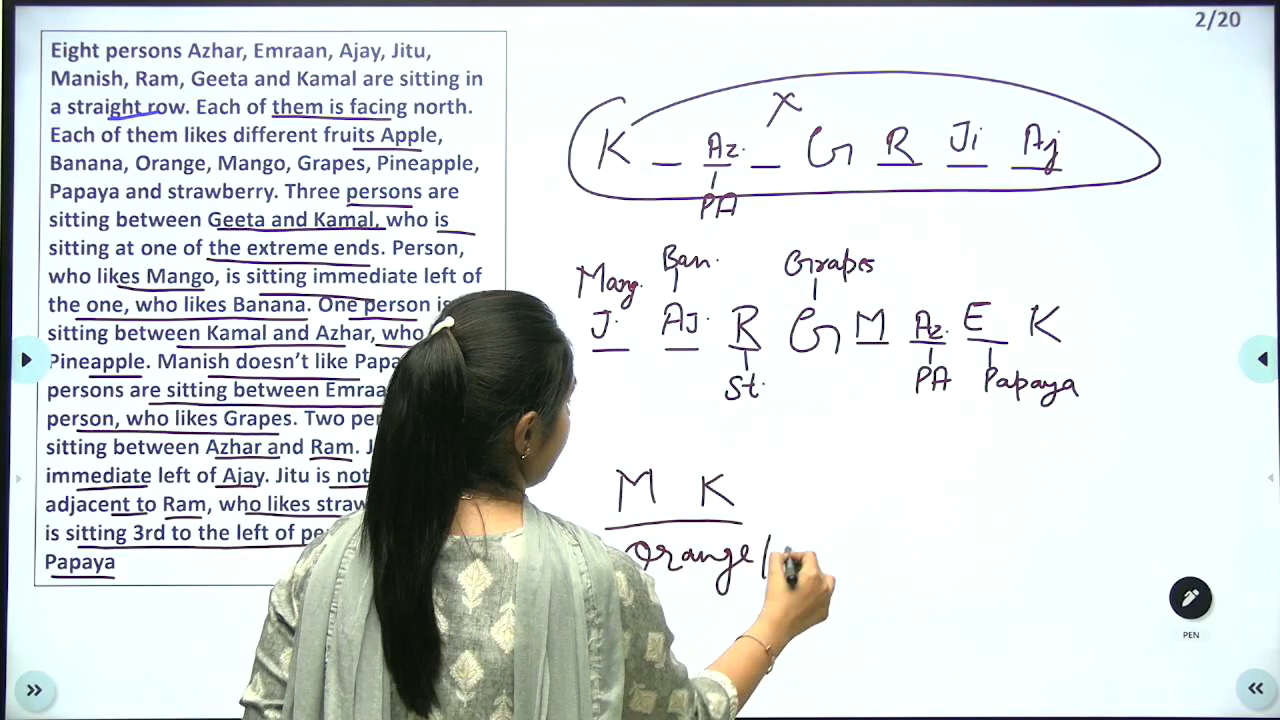 2/20
Eight persons Azhar, Emraan, Ajay, Jitu,
Manish, Ram, Geeta and Kamal are sitting in
a straight row. Each of them is facing north.
Each of them likes different fruits Apple,
Banana, Orange, Mango, Grapes, Pineapple,
Papaya and strawberry. Three persons are
sitting between Geeta and Kamal, who is
sitting at one of the extreme ends. Person,
who likes Mango, is sitting immediate left of
the one, who likes Banana. One person is
sitting between Kamal and Azhar, who
Pineapple. Manish doesn't like Papa
persons are sitting between Emraa
person, who likes Grapes. Two per
sitting between Azhar and Ram. J
immediate left of Ajay. Jitu is not
adjacent to Ram, who likes straw
is sitting 3rd to the left of pe
Papaya
X
K _ Az. _ G R Ji Aj
PA
Mang. Ban. Grapes
J. AJ. R G M Az. E K
St. PA Papaya
M K
Orange/
PEN